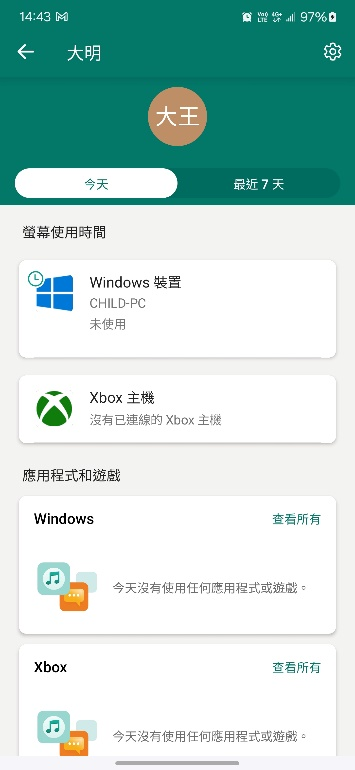 14:43
Vo)) LTE 4G+ 97%
大明
大王
今天
最近 7 天
螢幕使用時間
Windows 裝置
CHILD-PC
未使用
Xbox 主機
沒有已連線的 Xbox 主機
應用程式和遊戲
Windows
查看所有
今天沒有使用任何應用程式或遊戲。
Xbox
查看所有
今天沒有使用任何應用程式或遊戲。